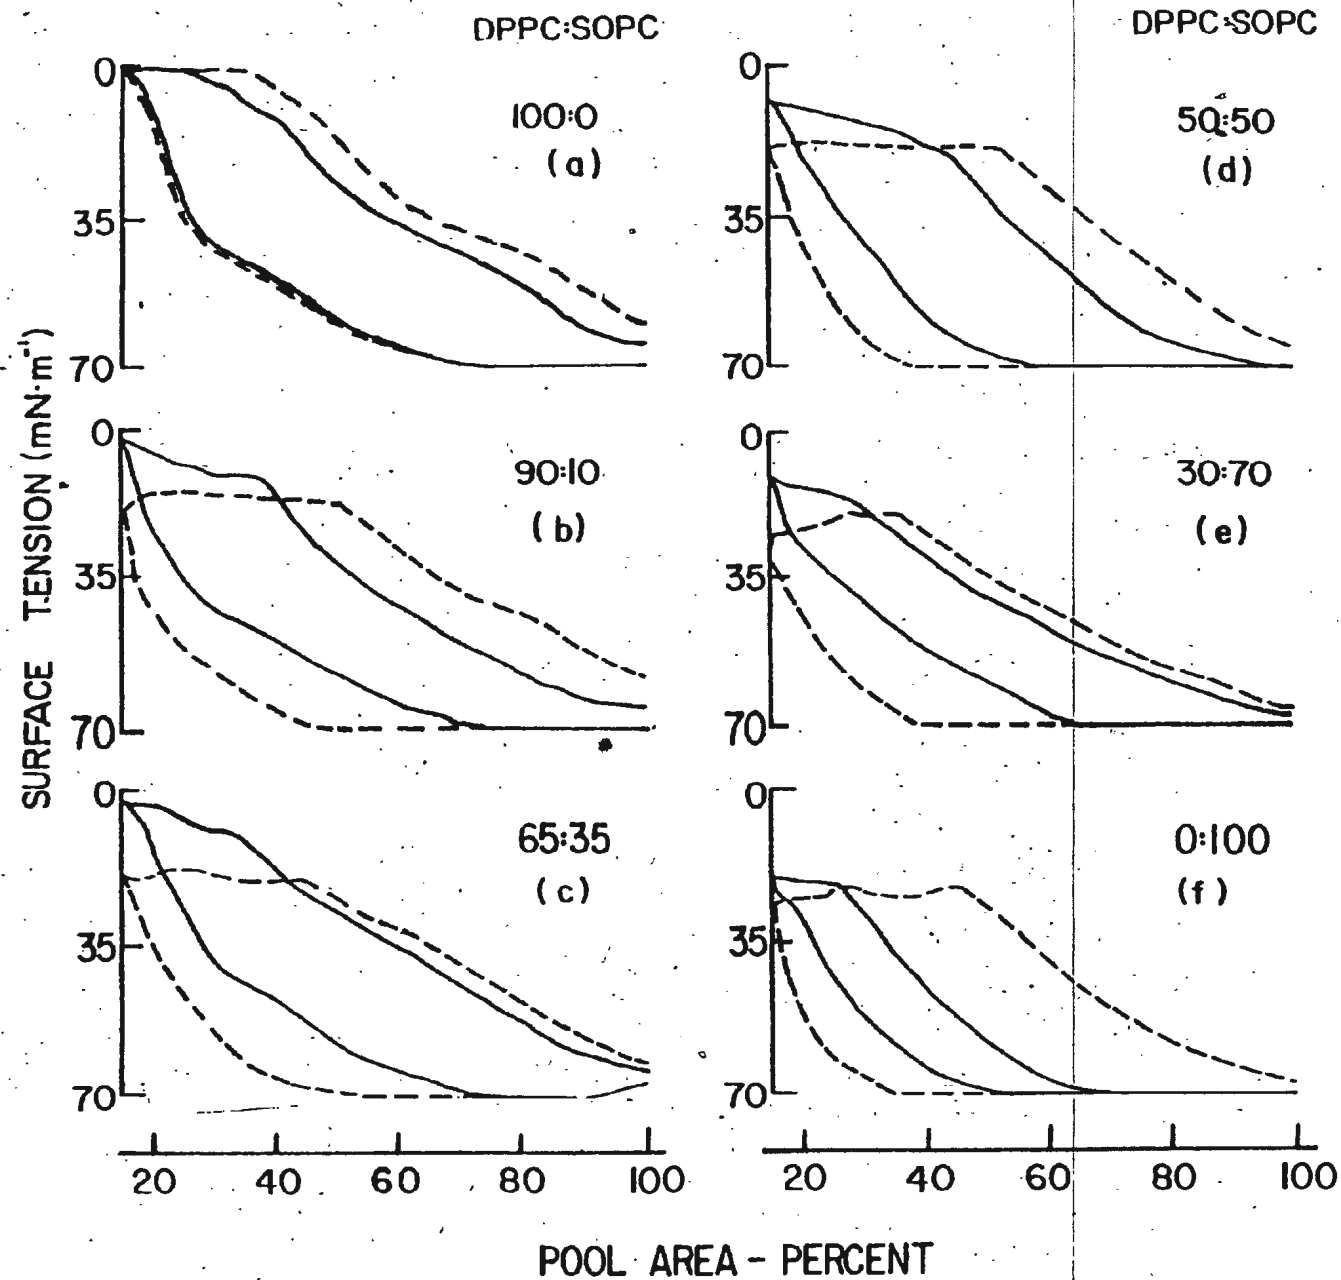 DPPC:SOPC
DPPC:SOPC
0
35
70
100:0
(a)
0
35
70
50:50
(d)
0
35
70
90:10
(b)
0
35
70
30:70
(e)
0
35
70
65:35
(c)
0
35
70
0:100
(f)
SURFACE TENSION (mN·m⁻¹)
20 40 60 80 100
20 40 60 80 100
POOL AREA - PERCENT